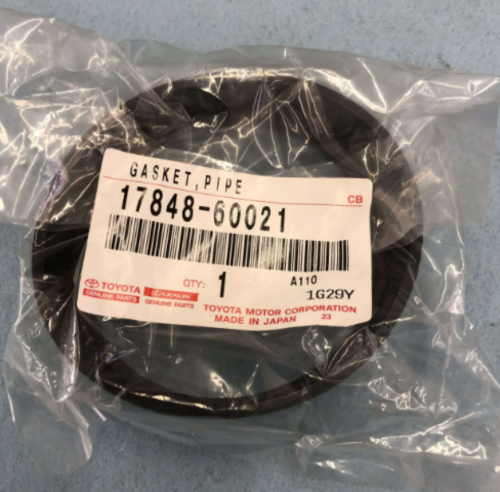 GASKET, PIPE
17848-60021
CB
TOYOTA
GENUINE PARTS
LEXUS
GENUINE PARTS
QTY: 1
A110
1G29Y
TOYOTA MOTOR CORPORATION
MADE IN JAPAN 23